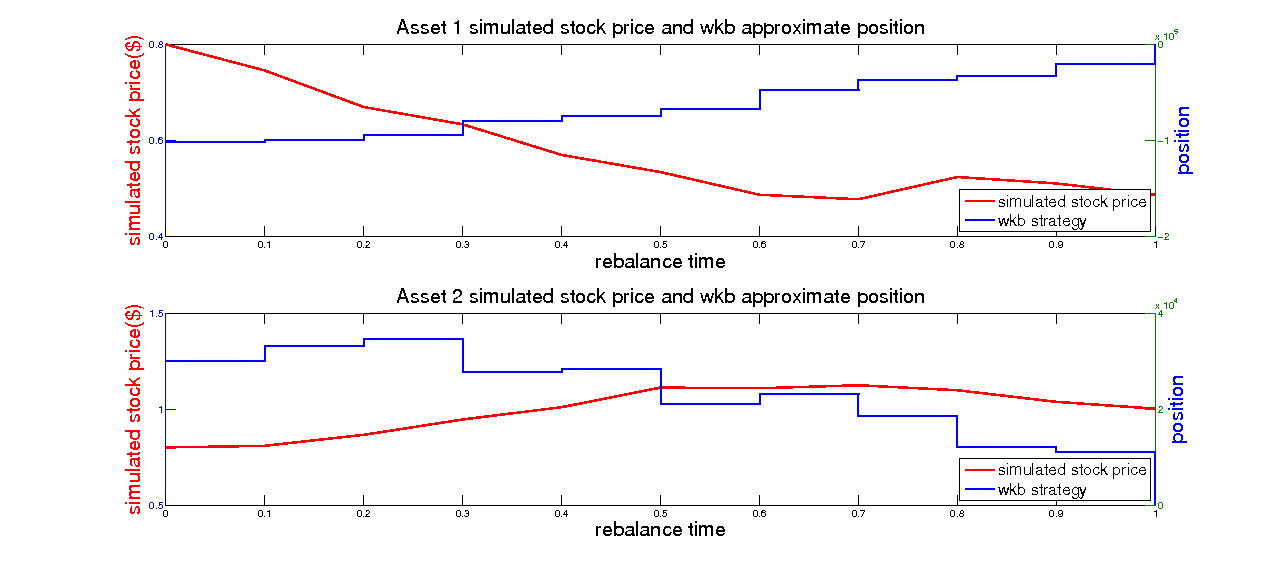 Asset 1 simulated stock price and wkb approximate position
simulated stock price($)
0.8
0.6
0.4
0
0.1
0.2
0.3
0.4
0.5
0.6
0.7
0.8
0.9
1
rebalance time
x 10^5
0
-1
-2
position
simulated stock price
wkb strategy
Asset 2 simulated stock price and wkb approximate position
simulated stock price($)
1.5
1
0.5
0
0.1
0.2
0.3
0.4
0.5
0.6
0.7
0.8
0.9
1
rebalance time
x 10^4
4
2
0
position
simulated stock price
wkb strategy